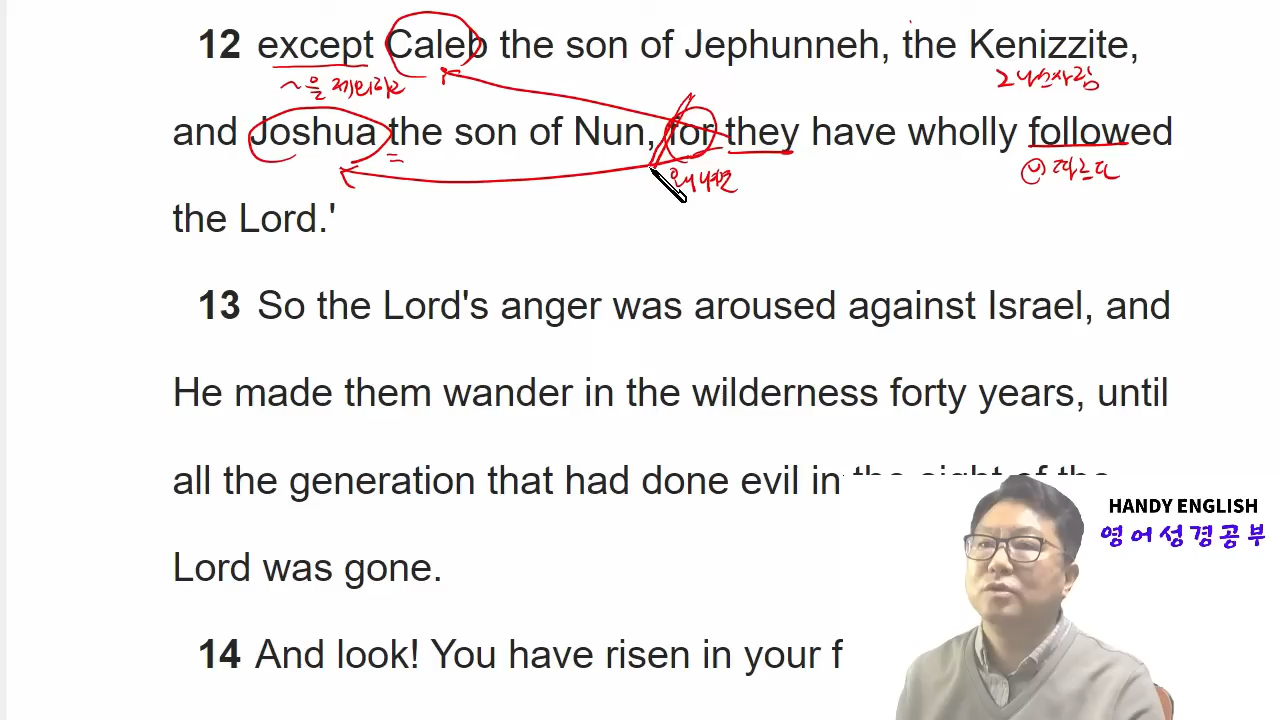 12 except Caleb the son of Jephunneh, the Kenizzite,
~을 제외하고
그나스사람
and Joshua the son of Nun, for they have wholly followed
왜냐면
따르다
the Lord.'
13 So the Lord's anger was aroused against Israel, and
He made them wander in the wilderness forty years, until
all the generation that had done evil in the sight of the
HANDY ENGLISH
영어성경공부
Lord was gone.
14 And look! You have risen in your f